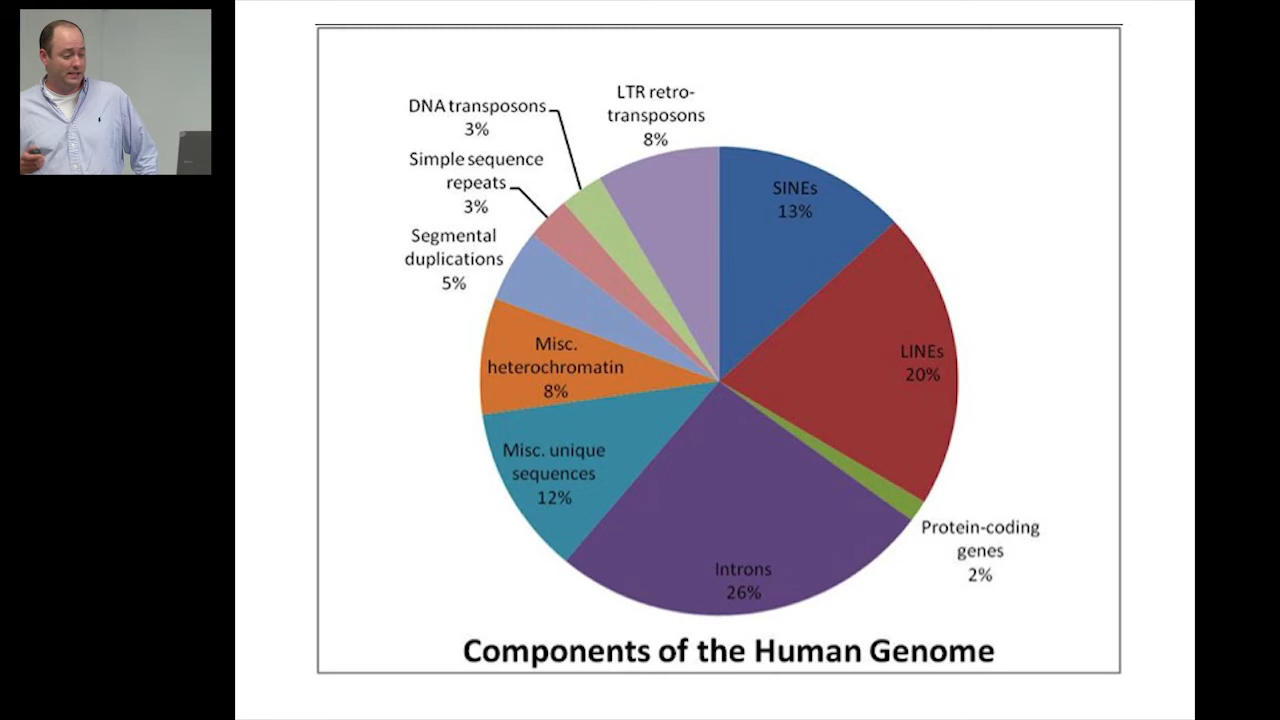 DNA transposons
3%
LTR retro-
transposons
8%
Simple sequence
repeats
3%
Segmental
duplications
5%
SINEs
13%
LINEs
20%
Misc.
heterochromatin
8%
Misc. unique
sequences
12%
Protein-coding
genes
2%
Introns
26%
Components of the Human Genome